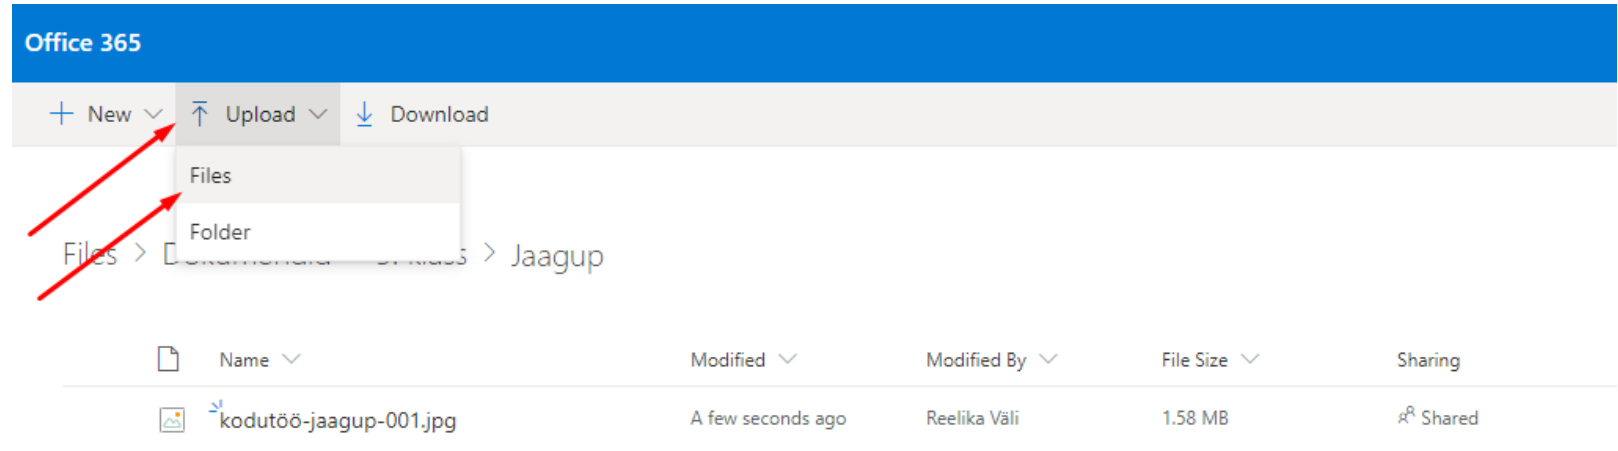 Office 365
New Upload Download
Files
Folder
Files > > Jaagup
Name Modified Modified By File Size Sharing
kodutöö-jaagup-001.jpg A few seconds ago Reelika Väli 1.58 MB Shared